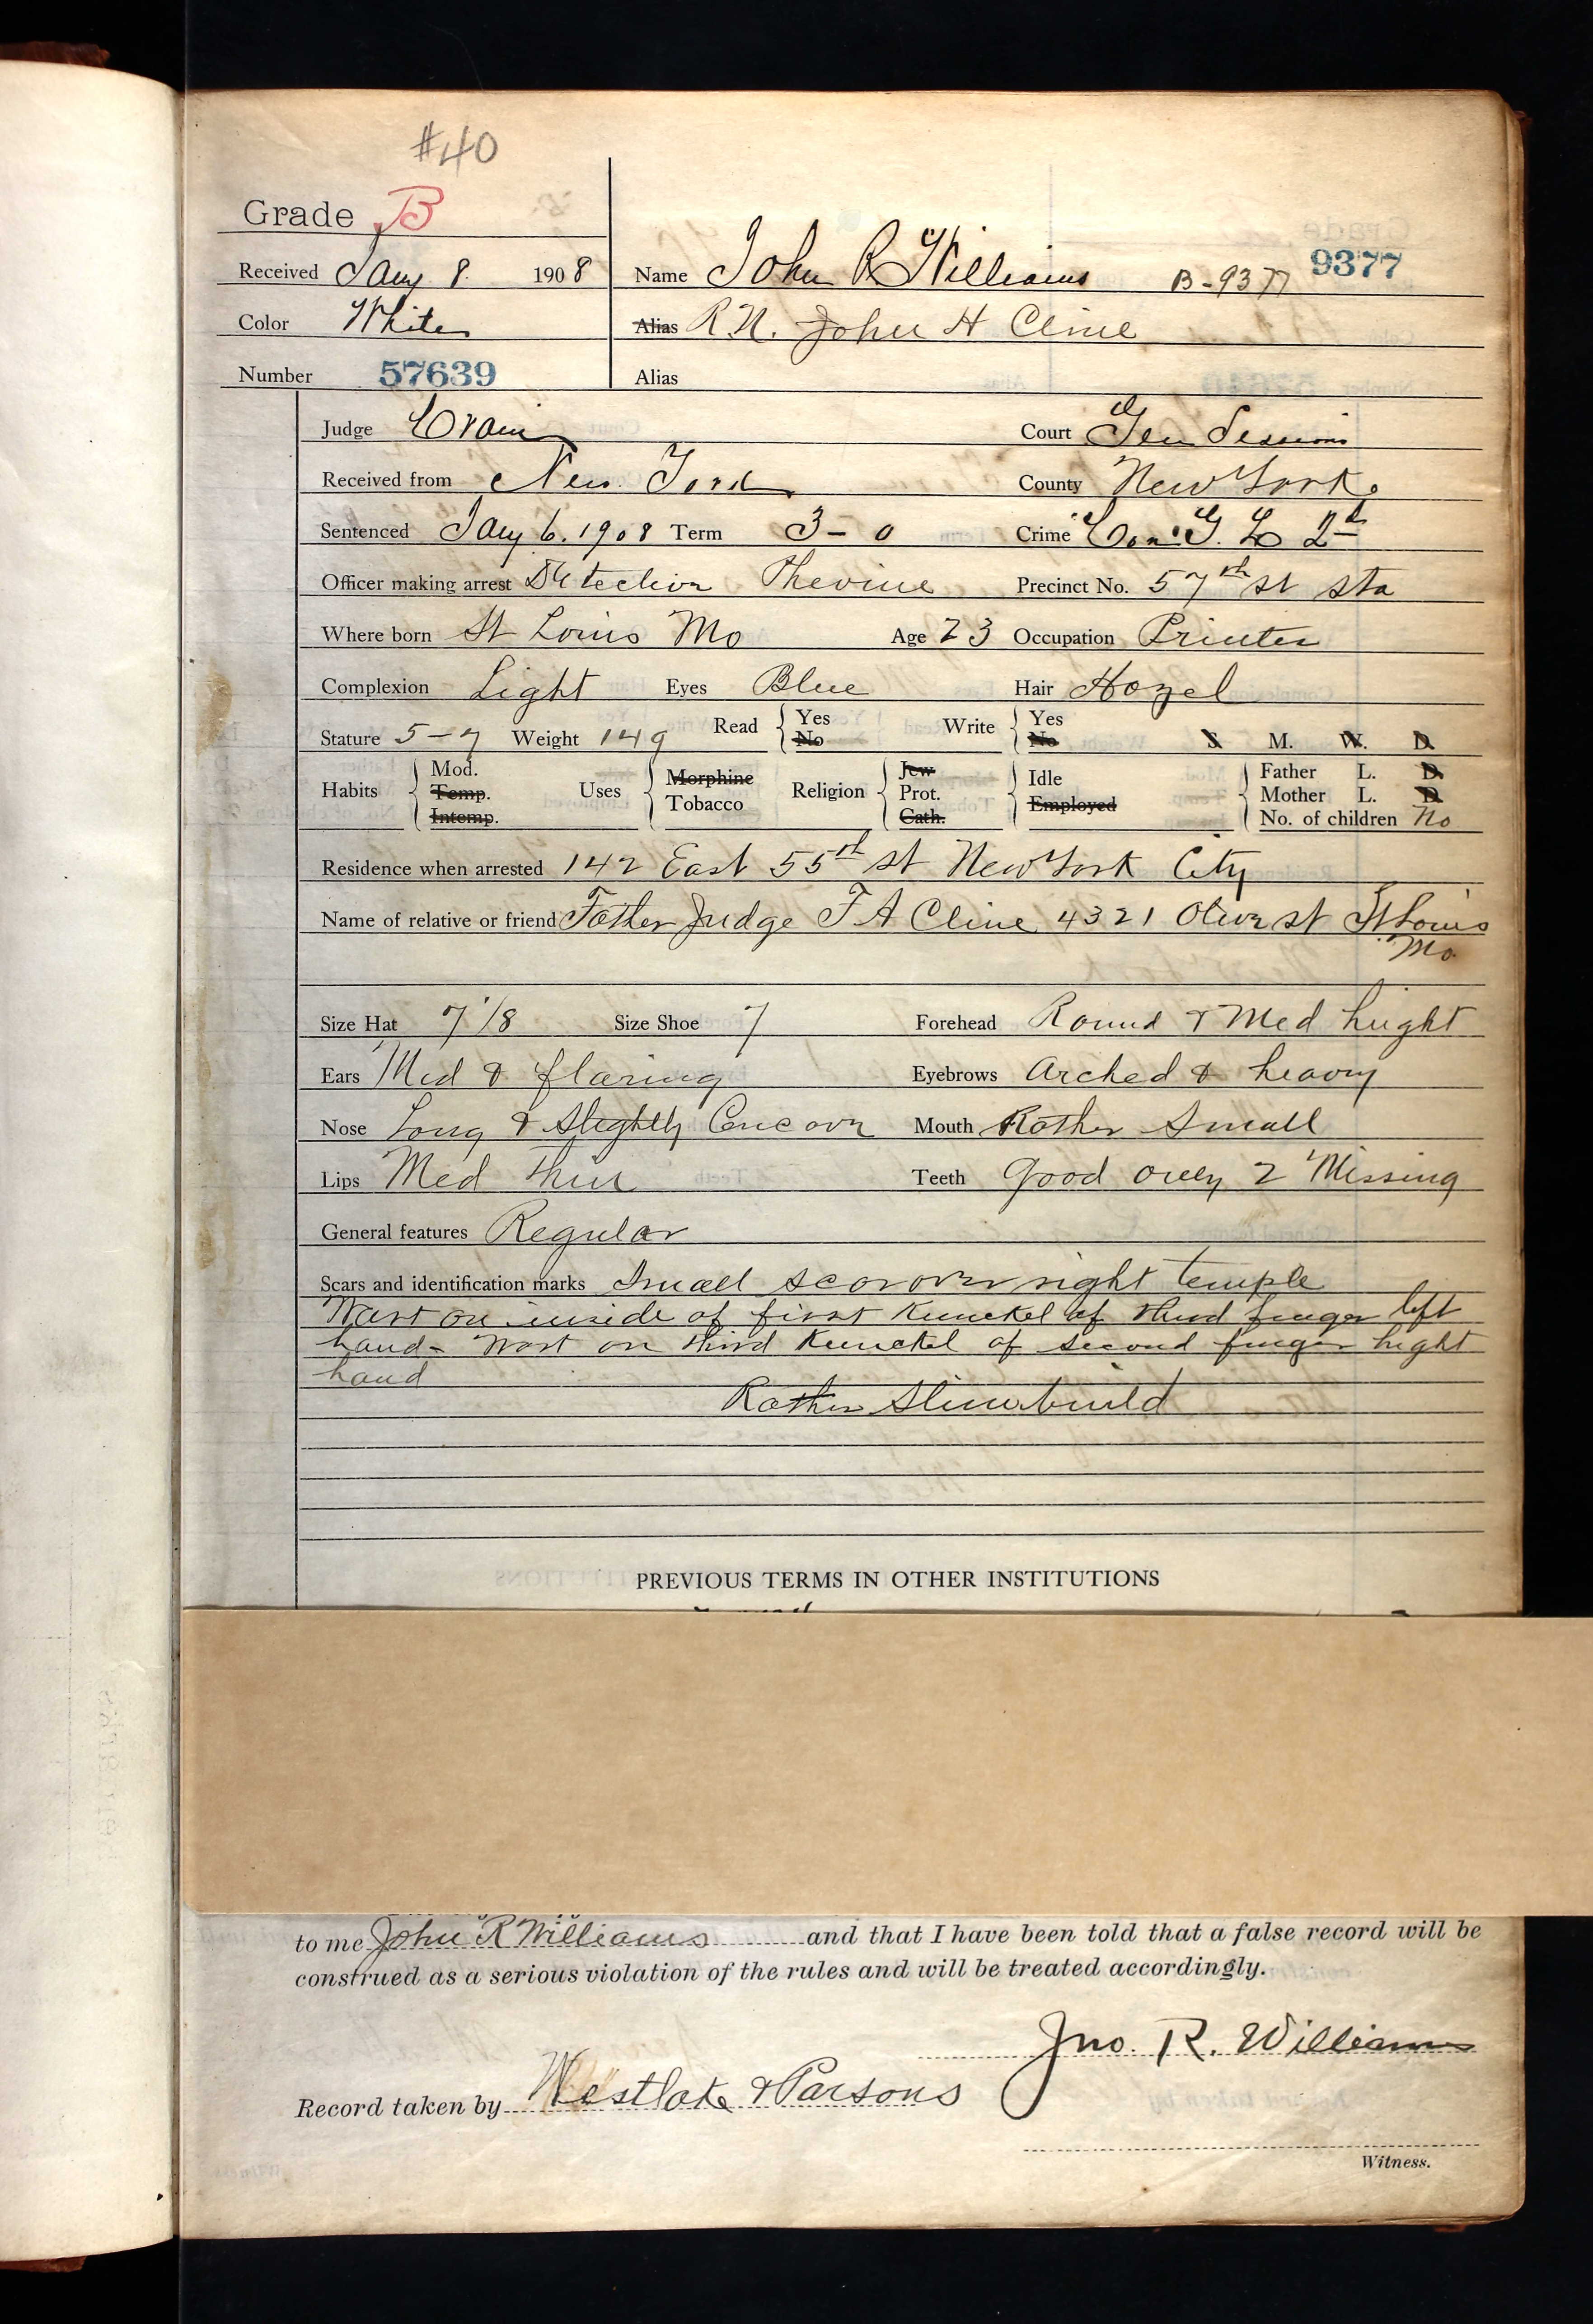 #40
Grade B
Received Jany 8. 1908 Name John R Williams B-9377 9377
Color White Alias R N. John H Cline
Number 57639 Alias
Judge Crain Court Gen Sessions
Received from New York County New York.
Sentenced Jany 6. 1908 Term 3-0 Crime Con: G. L 2d
Officer making arrest Detective Precinct No. 57th st sta
Where born St Louis Mo Age 23 Occupation Printer
Complexion Light Eyes Blue Hair Hazel
Stature 5-7 Weight 149 Read Yes No Write Yes No S M. W. D.
Habits Mod. Temp. Intemp. Uses Morphine Tobacco Religion Jew Prot. Cath. Idle Employed Father L. D. Mother L. D. No. of children No
Residence when arrested 142 East 55th st New York City
Name of relative or friend Father Judge F A Cline 4321 Olive st St Louis
Mo.
Size Hat 7 1/8 Size Shoe 7 Forehead Round & Med height
Ears Med & flaring Eyebrows Arched & heavy
Nose Long & Slightly Concave Mouth Rather Small
Lips Med thin Teeth Good only 2 Missing
General features Regular
Scars and identification marks Small scar over right temple
Wart on inside of first Knuckel of third finger left
hand - Wart on third Knuckel of second finger right
hand
Rather Slim build
PREVIOUS TERMS IN OTHER INSTITUTIONS
to me John R Williams and that I have been told that a false record will be
construed as a serious violation of the rules and will be treated accordingly.
Jno. R. Williams
Record taken by Westlake & Parsons
Witness.